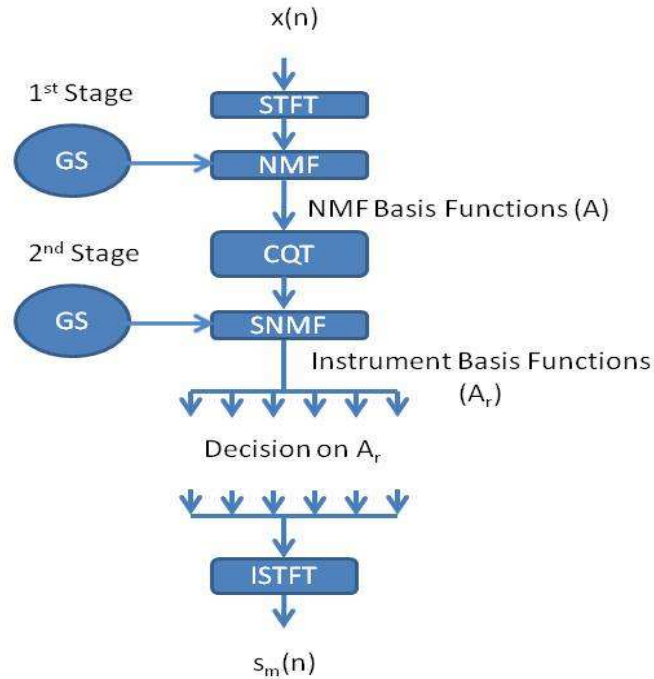 x(n)
1st Stage
STFT
GS
NMF
NMF Basis Functions (A)
2nd Stage
CQT
GS
SNMF
Instrument Basis Functions
(Ar)
Decision on Ar
ISTFT
sm(n)